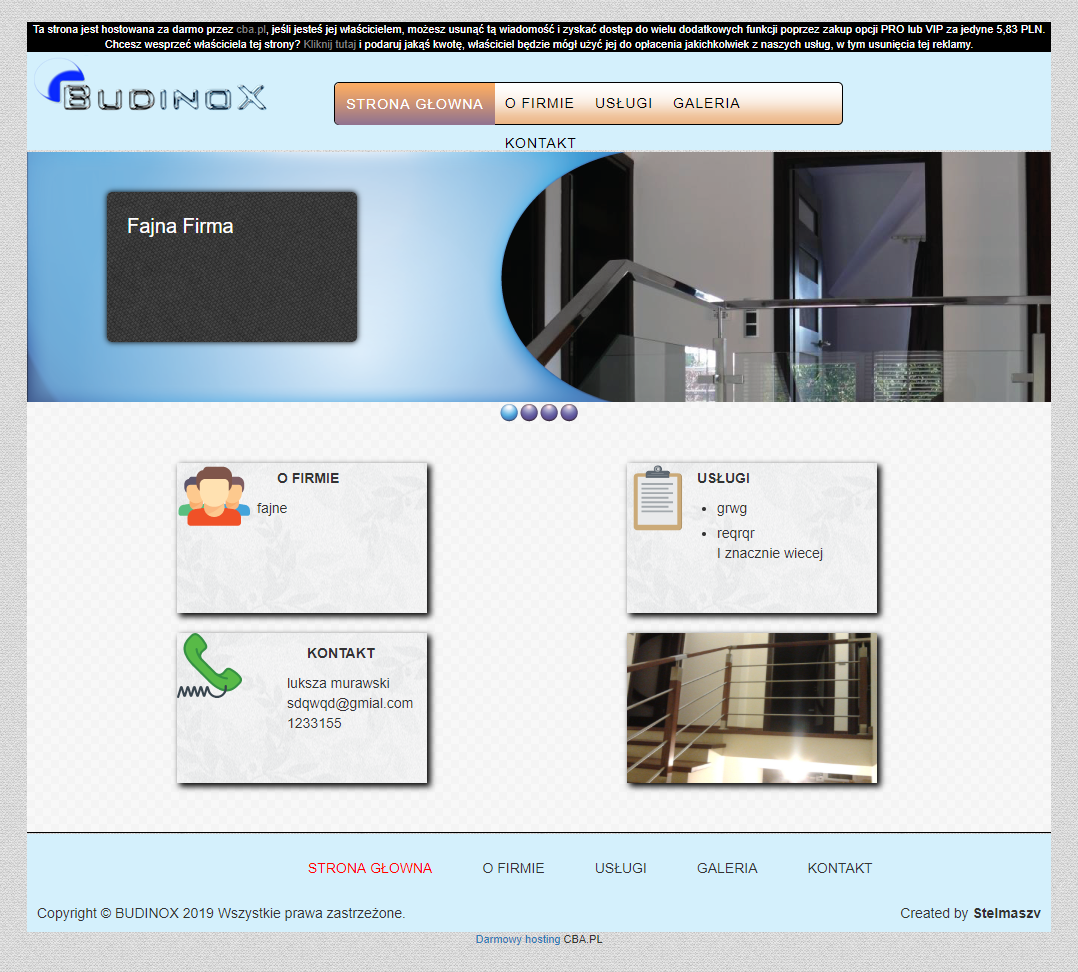 Ta strona jest hostowana za darmo przez cba.pl, jeśli jesteś jej właścicielem, możesz usunąć tą wiadomość i zyskać dostęp do wielu dodatkowych funkcji poprzez zakup opcji PRO lub VIP za jedyne 5,83 PLN.
Chcesz wesprzeć właściciela tej strony? Kliknij tutaj i podaruj jakąś kwotę, właściciel będzie mógł użyć jej do opłacenia jakichkolwiek z naszych usług, w tym usunięcia tej reklamy.
BUDINOX
STRONA GŁOWNA O FIRMIE USŁUGI GALERIA
KONTAKT
Fajna Firma
O FIRMIE
fajne
USŁUGI
• grwg
• reqrqr
I znacznie wiecej
KONTAKT
luksza murawski
sdqwqd@gmial.com
1233155
STRONA GŁOWNA O FIRMIE USŁUGI GALERIA KONTAKT
Copyright © BUDINOX 2019 Wszystkie prawa zastrzeżone. Created by Stelmaszv
Darmowy hosting CBA.PL